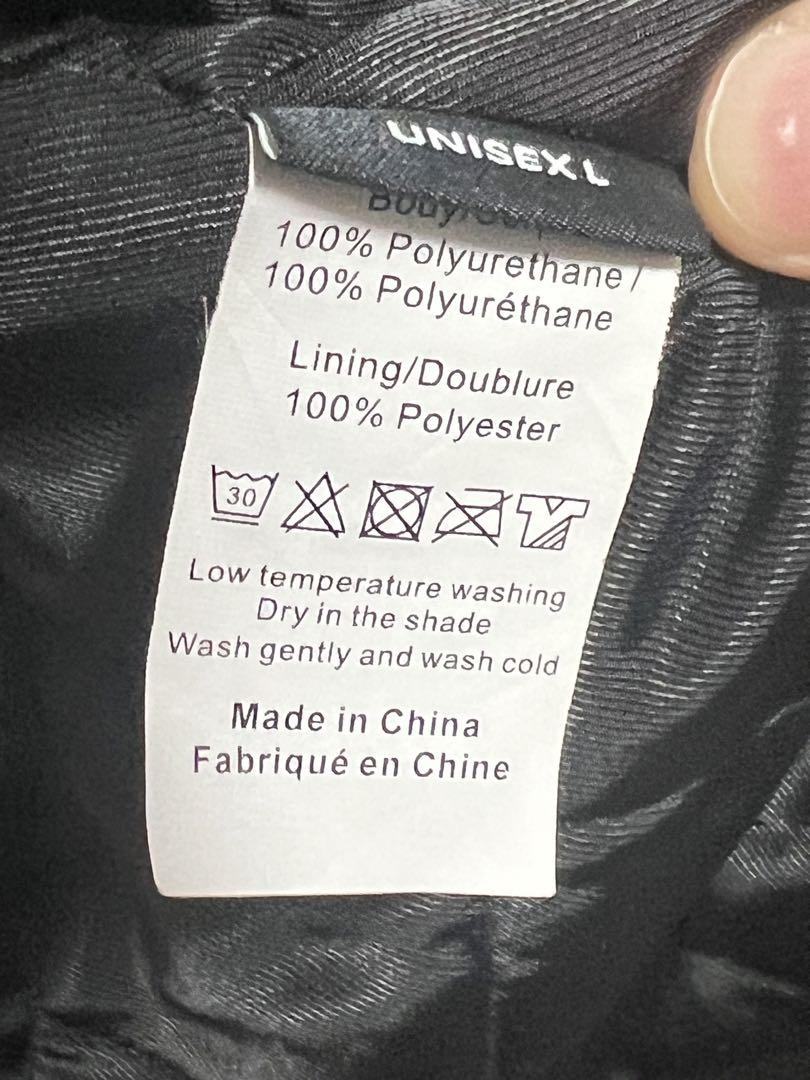 UNISEX L
100% Polyurethane/
100% Polyuréthane
Lining/Doublure
100% Polyester
30
Low temperature washing
Dry in the shade
Wash gently and wash cold
Made in China
Fabriqué en Chine